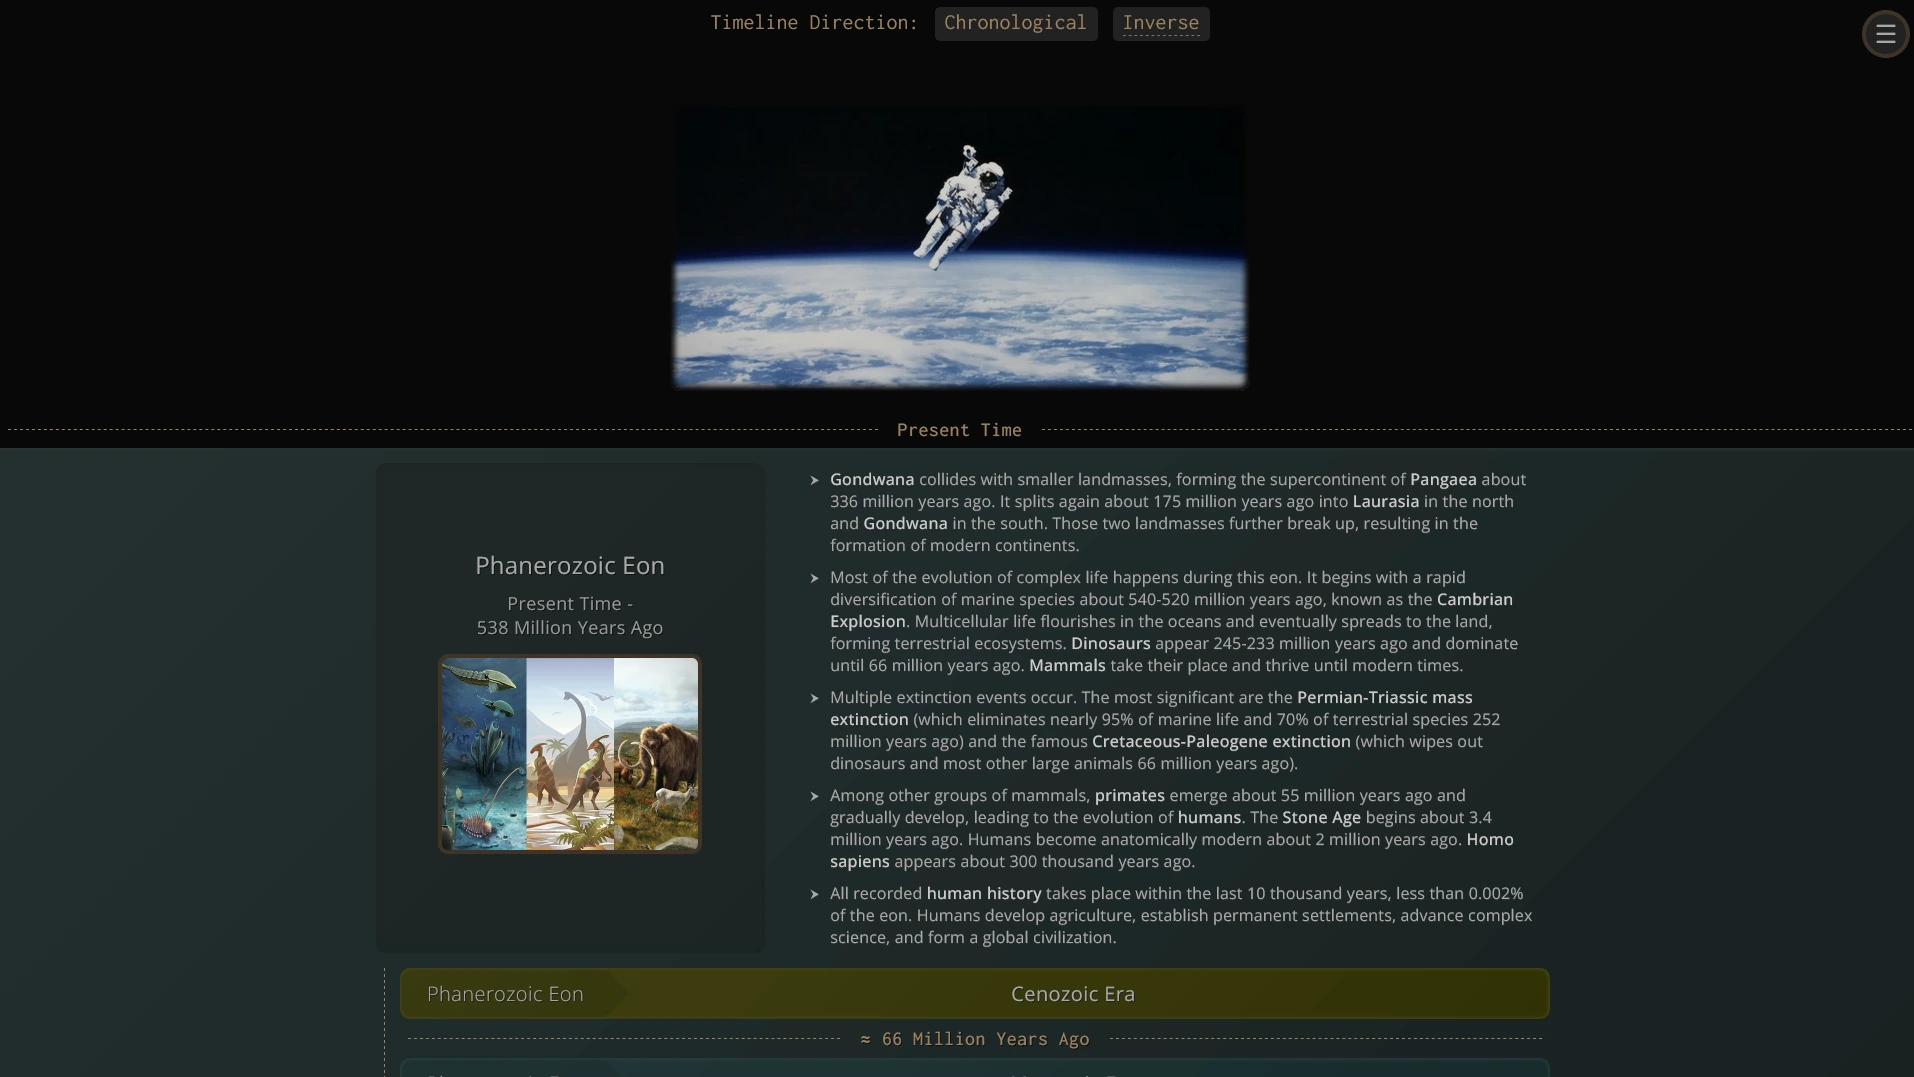 Timeline Direction: Chronological Inverse
Present Time
Phanerozoic Eon
Present Time -
538 Million Years Ago
Gondwana collides with smaller landmasses, forming the supercontinent of Pangaea about
336 million years ago. It splits again about 175 million years ago into Laurasia in the north
and Gondwana in the south. Those two landmasses further break up, resulting in the
formation of modern continents.
Most of the evolution of complex life happens during this eon. It begins with a rapid
diversification of marine species about 540-520 million years ago, known as the Cambrian
Explosion. Multicellular life flourishes in the oceans and eventually spreads to the land,
forming terrestrial ecosystems. Dinosaurs appear 245-233 million years ago and dominate
until 66 million years ago. Mammals take their place and thrive until modern times.
Multiple extinction events occur. The most significant are the Permian-Triassic mass
extinction (which eliminates nearly 95% of marine life and 70% of terrestrial species 252
million years ago) and the famous Cretaceous-Paleogene extinction (which wipes out
dinosaurs and most other large animals 66 million years ago).
Among other groups of mammals, primates emerge about 55 million years ago and
gradually develop, leading to the evolution of humans. The Stone Age begins about 3.4
million years ago. Humans become anatomically modern about 2 million years ago. Homo
sapiens appears about 300 thousand years ago.
All recorded human history takes place within the last 10 thousand years, less than 0.002%
of the eon. Humans develop agriculture, establish permanent settlements, advance complex
science, and form a global civilization.
Phanerozoic Eon Cenozoic Era
≈ 66 Million Years Ago